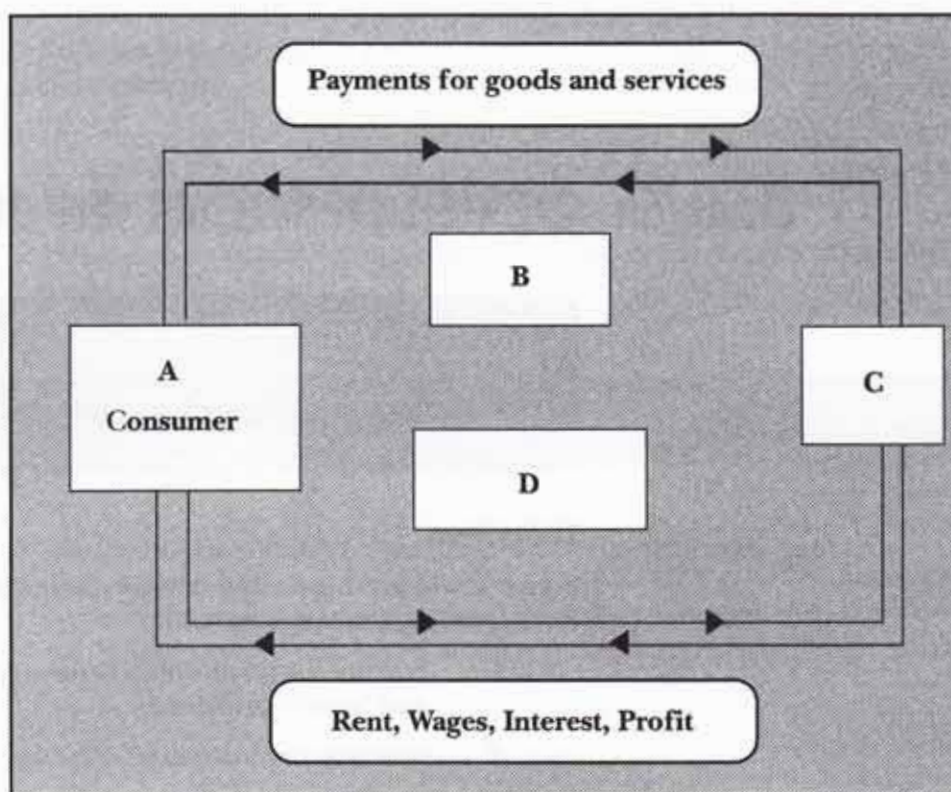 Payments for goods and services
B
A
Consumer
C
D
Rent, Wages, Interest, Profit